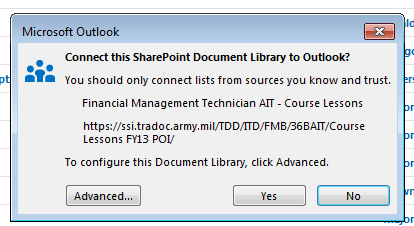 Microsoft Outlook
Connect this SharePoint Document Library to Outlook?
You should only connect lists from sources you know and trust.
Financial Management Technician AIT - Course Lessons
https://ssi.tradoc.army.mil/TDD/ITD/FMB/36BAIT/Course
Lessons FY13 POI/
To configure this Document Library, click Advanced.
Advanced... Yes No